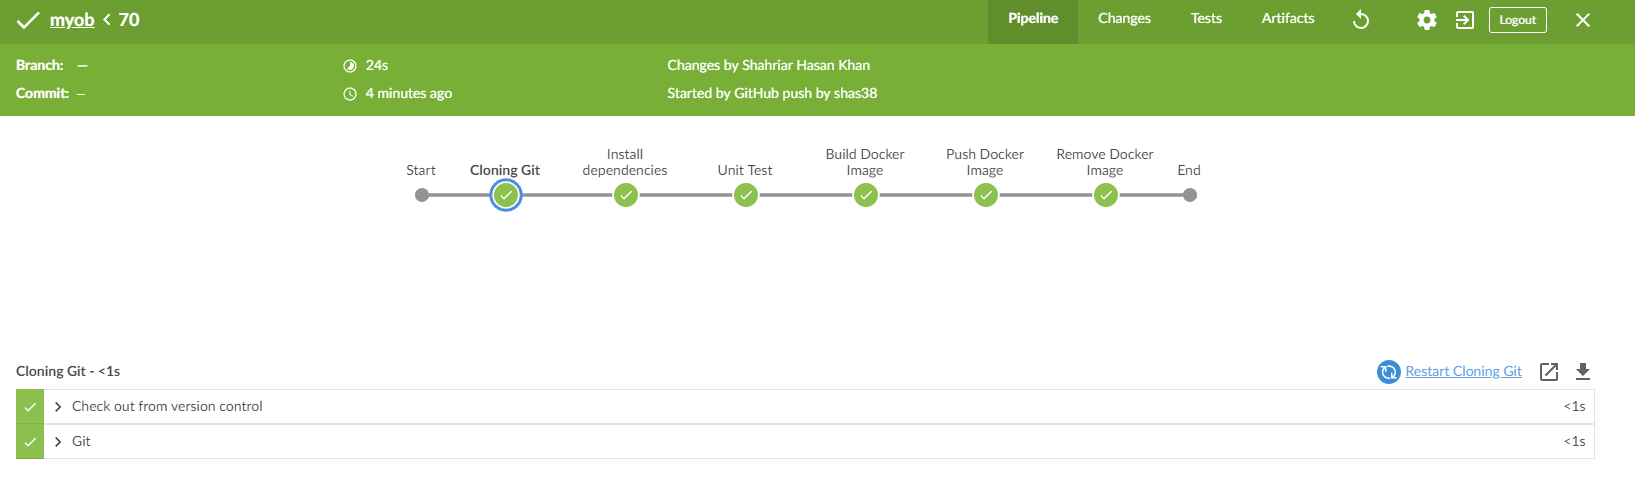 myob < 70
Pipeline
Changes
Tests
Artifacts
Logout
Branch: —
24s
Changes by Shahriar Hasan Khan
Commit: –
4 minutes ago
Started by GitHub push by shas38
Start
Cloning Git
Install
dependencies
Unit Test
Build Docker
Image
Push Docker
Image
Remove Docker
Image
End
Cloning Git - <1s
Restart Cloning Git
Check out from version control
<1s
Git
<1s